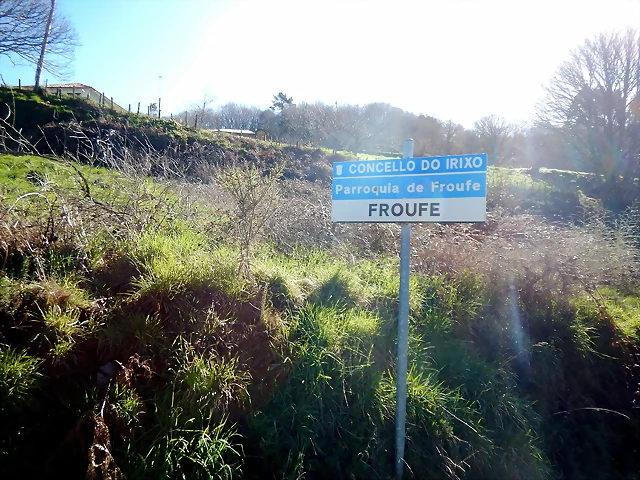 CONCELLO DO IRIXO
Parroquia de Froufe
FROUFE